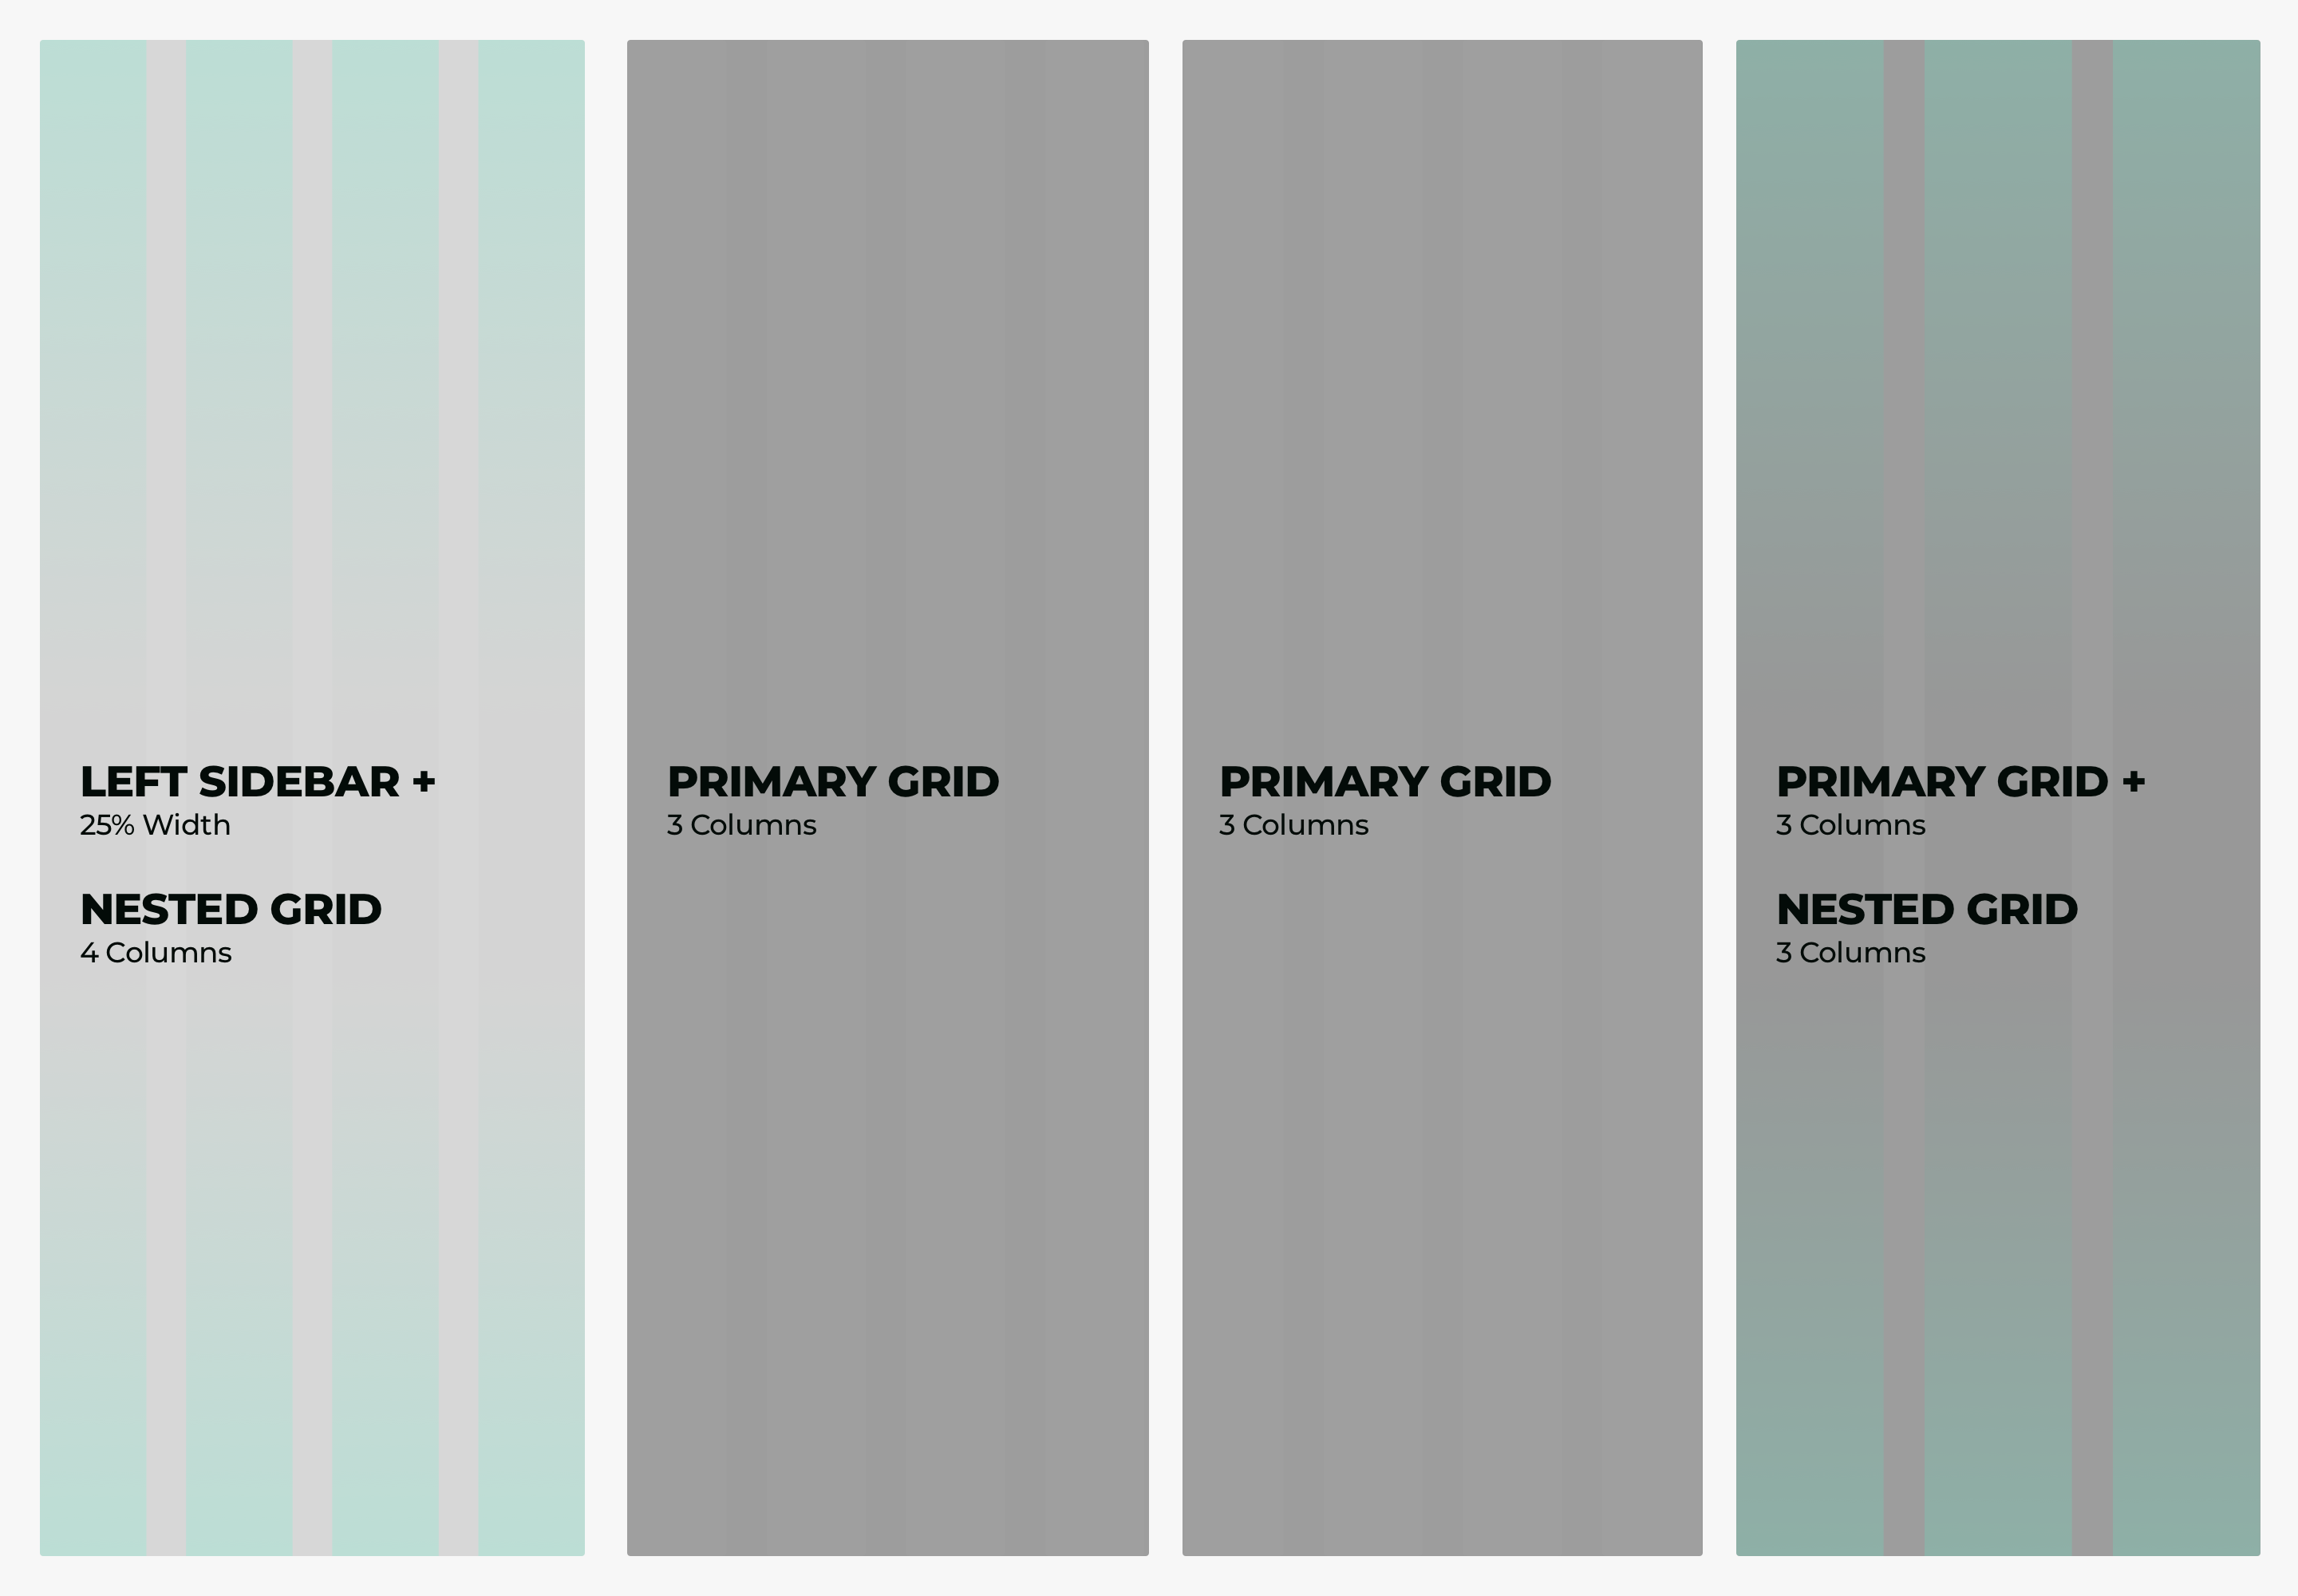 LEFT SIDEBAR +
25% Width
NESTED GRID
4 Columns
PRIMARY GRID
3 Columns
PRIMARY GRID
3 Columns
PRIMARY GRID +
3 Columns
NESTED GRID
3 Columns